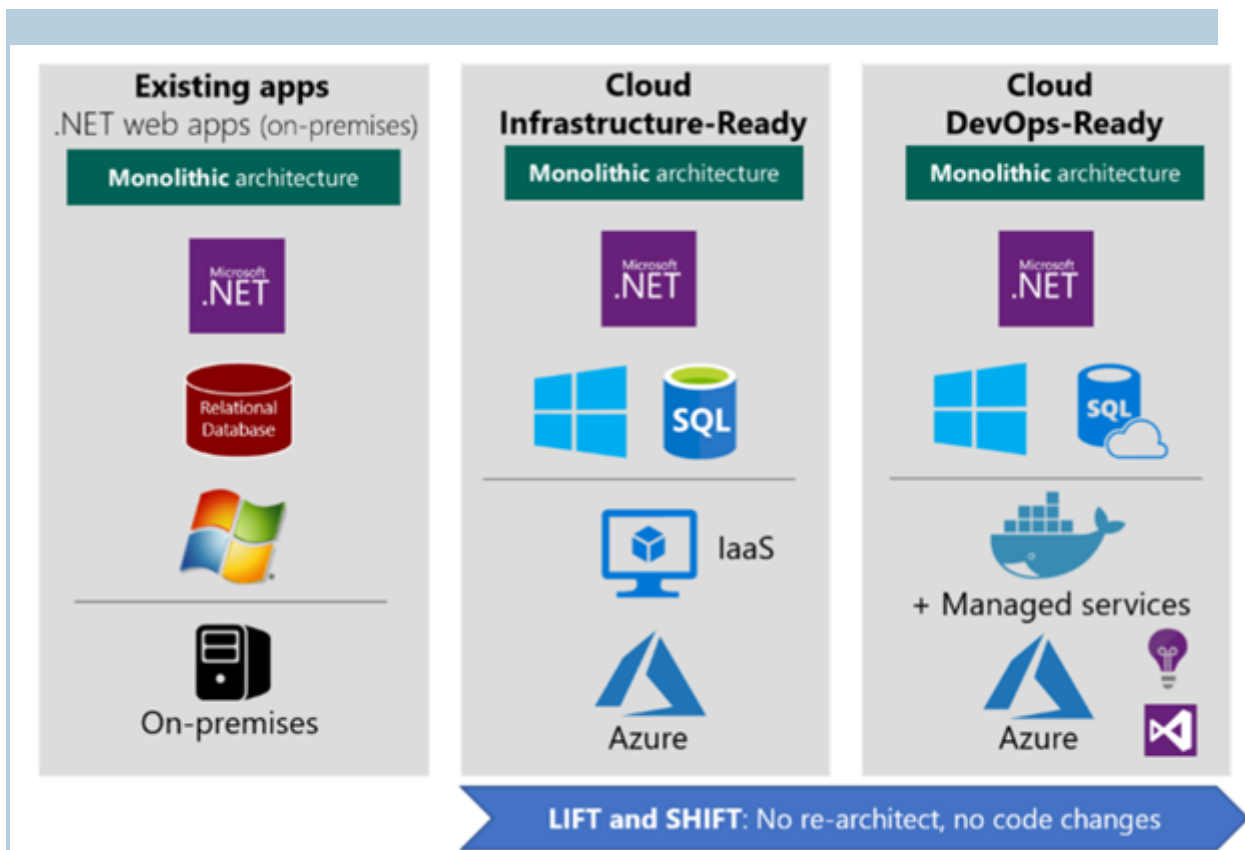 Existing apps
.NET web apps (on-premises)
Monolithic architecture
Microsoft
.NET
Relational
Database
On-premises
Cloud
Infrastructure-Ready
Monolithic architecture
Microsoft
.NET
SQL
IaaS
Azure
Cloud
DevOps-Ready
Monolithic architecture
Microsoft
.NET
SQL
+ Managed services
Azure
LIFT and SHIFT: No re-architect, no code changes